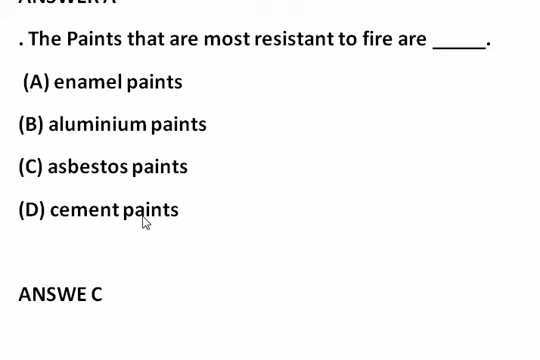 ANSWER A
. The Paints that are most resistant to fire are _____.
(A) enamel paints
(B) aluminium paints
(C) asbestos paints
(D) cement paints
ANSWE C